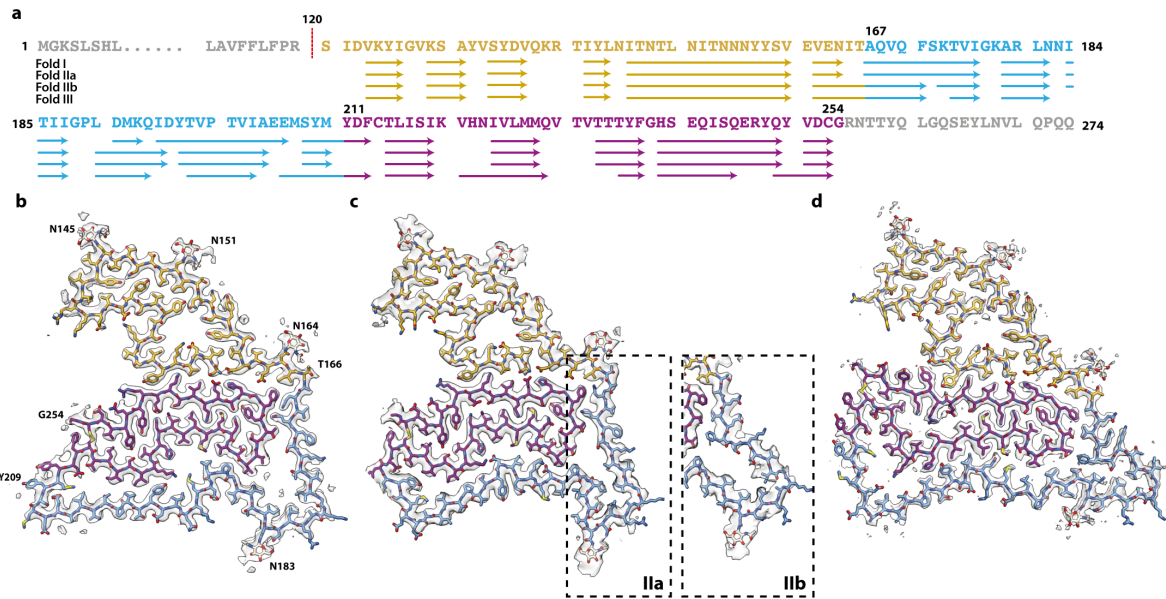 a
120
1 MGKSLSHL...... LAVFFLFPR S IDVKYIGVKS AYVSYDVQKR TIYLNITNTL NITNNNYYSV EVENITAQVQ FSKTVIGKAR LNNI 184
167
Fold I
Fold IIa
Fold IIb
Fold III
211
254
185 TIIGPL DMKQIDYTVP TVIAEEMSYM YDFCTLISIK VHNIVLMMQV TVTTTYFGHS EQISQERYQY VDCGRNTTYQ LGQSEYLNVL QPQQ 274
b
c
d
N145
N151
N164
T166
G254
Y209
N183
IIa
IIb